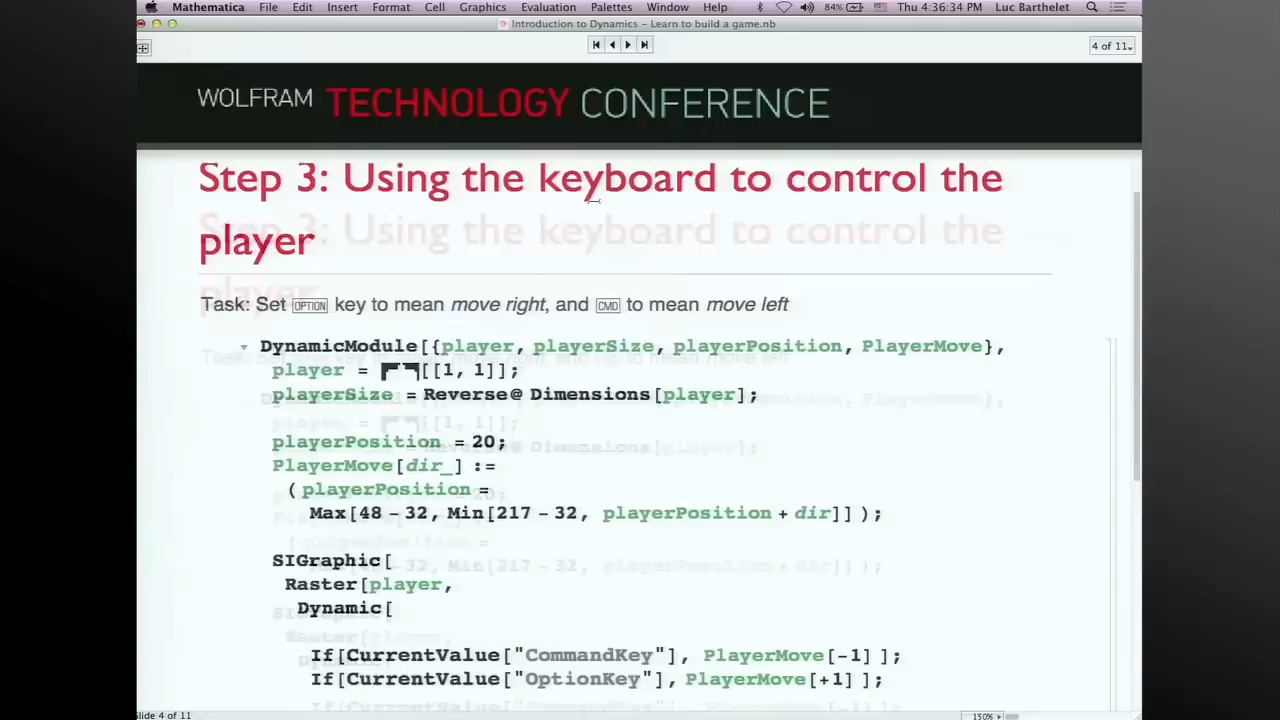 Mathematica File Edit Insert Format Cell Graphics Evaluation Palettes Window Help 84% Thu 4:36:34 PM Luc Barthelet
Introduction to Dynamics – Learn to build a game.nb
4 of 11
WOLFRAM TECHNOLOGY CONFERENCE
Step 3: Using the keyboard to control the
player
Task: Set OPTION key to mean move right, and CMD to mean move left
DynamicModule[{player, playerSize, playerPosition, PlayerMove},
player = [[1, 1]];
playerSize = Reverse@ Dimensions[player];
playerPosition = 20;
PlayerMove[dir_] :=
(playerPosition =
Max[48 - 32, Min[217 - 32, playerPosition + dir]] );
SIGraphic[
Raster[player,
Dynamic[
If[CurrentValue["CommandKey"], PlayerMove[-1] ];
If[CurrentValue["OptionKey"], PlayerMove[+1] ];
Slide 4 of 11
150%